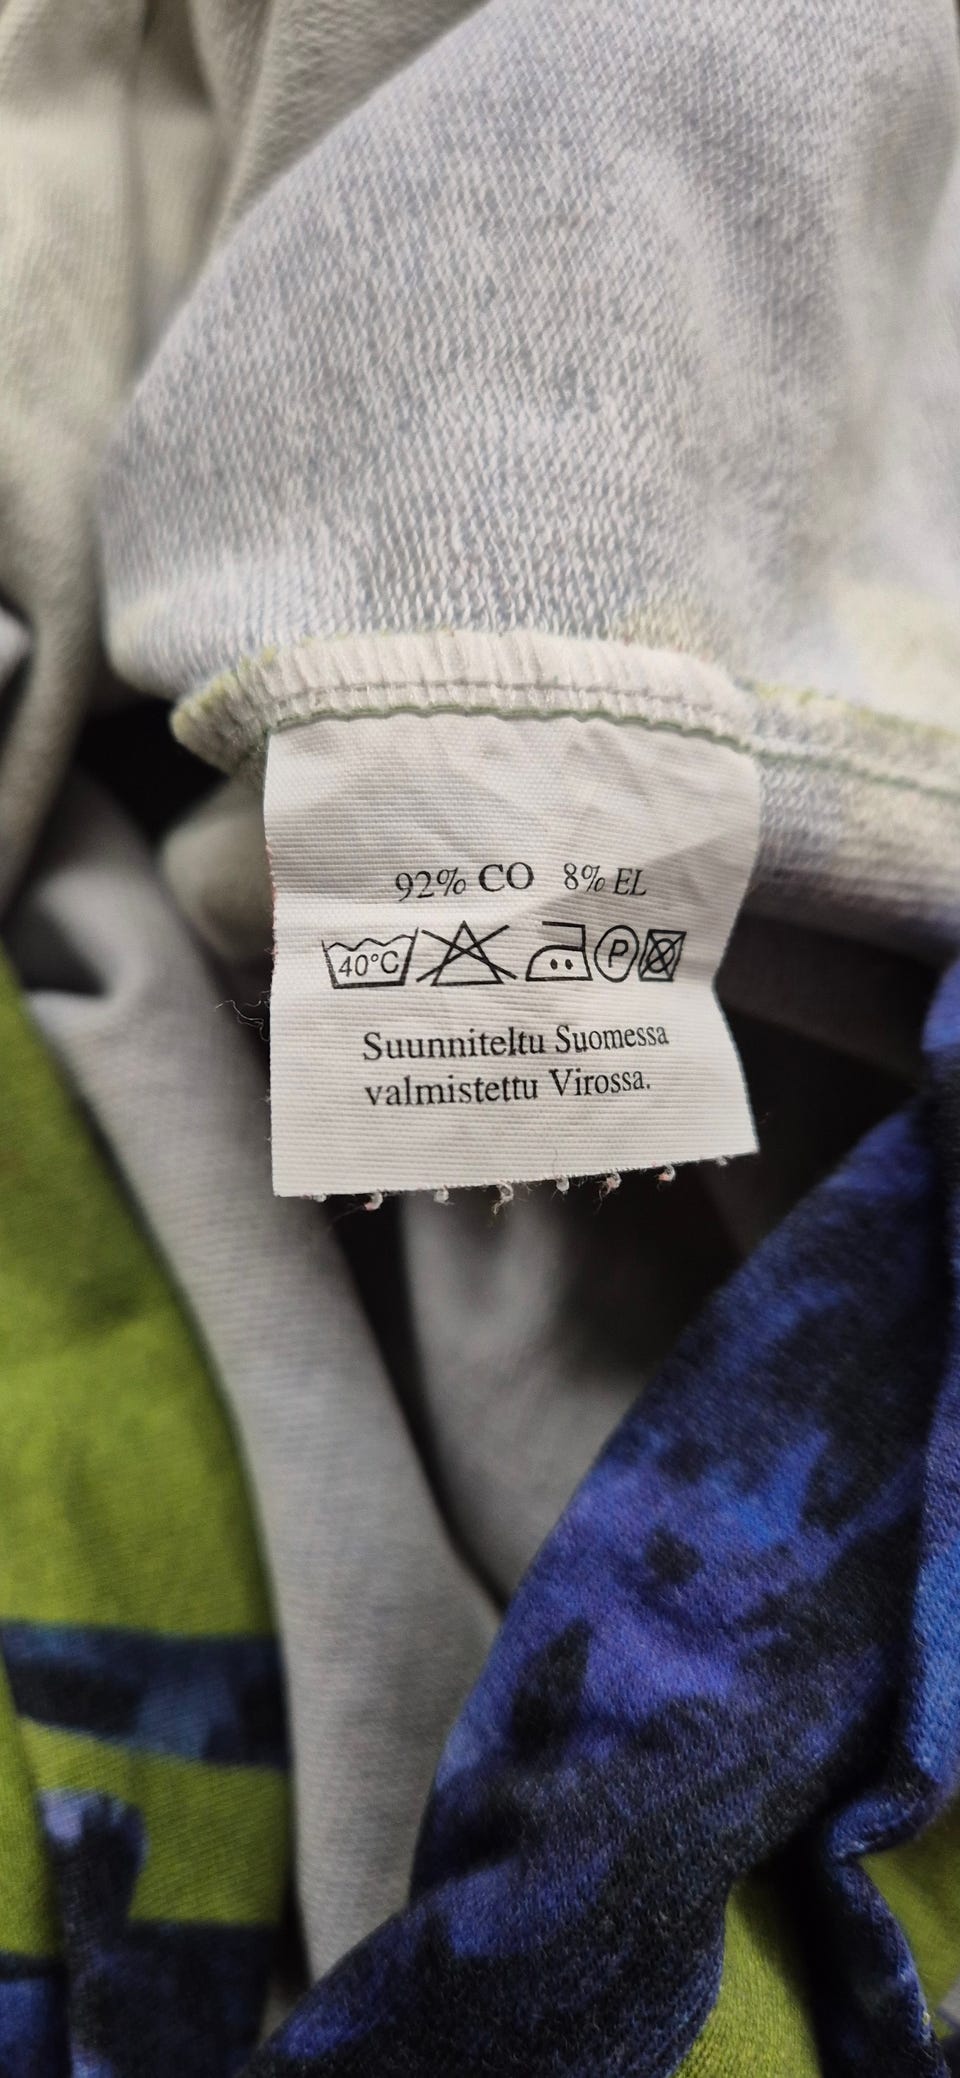 92% CO 8% EL
40°C P
Suunniteltu Suomessa
valmistettu Virossa.